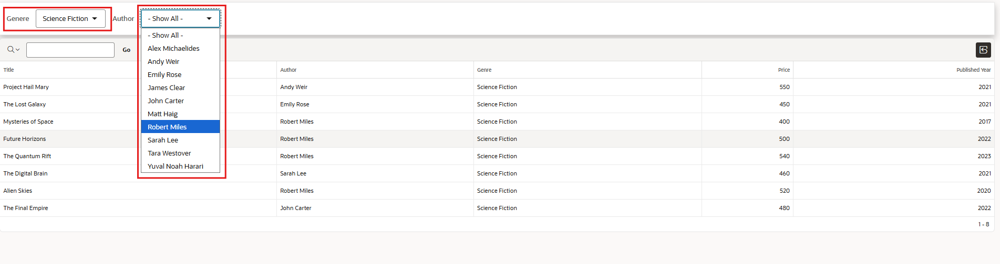 Genere Science Fiction Author - Show All -
- Show All -
Alex Michaelides
Andy Weir
Emily Rose
James Clear
John Carter
Matt Haig
Robert Miles
Sarah Lee
Tara Westover
Yuval Noah Harari
Go
Title Author Genre Price Published Year
Project Hail Mary Andy Weir Science Fiction 550 2021
The Lost Galaxy Emily Rose Science Fiction 450 2021
Mysteries of Space Robert Miles Science Fiction 400 2017
Future Horizons Robert Miles Science Fiction 500 2022
The Quantum Rift Robert Miles Science Fiction 540 2023
The Digital Brain Sarah Lee Science Fiction 460 2021
Alien Skies Robert Miles Science Fiction 520 2020
The Final Empire John Carter Science Fiction 480 2022
1 - 8